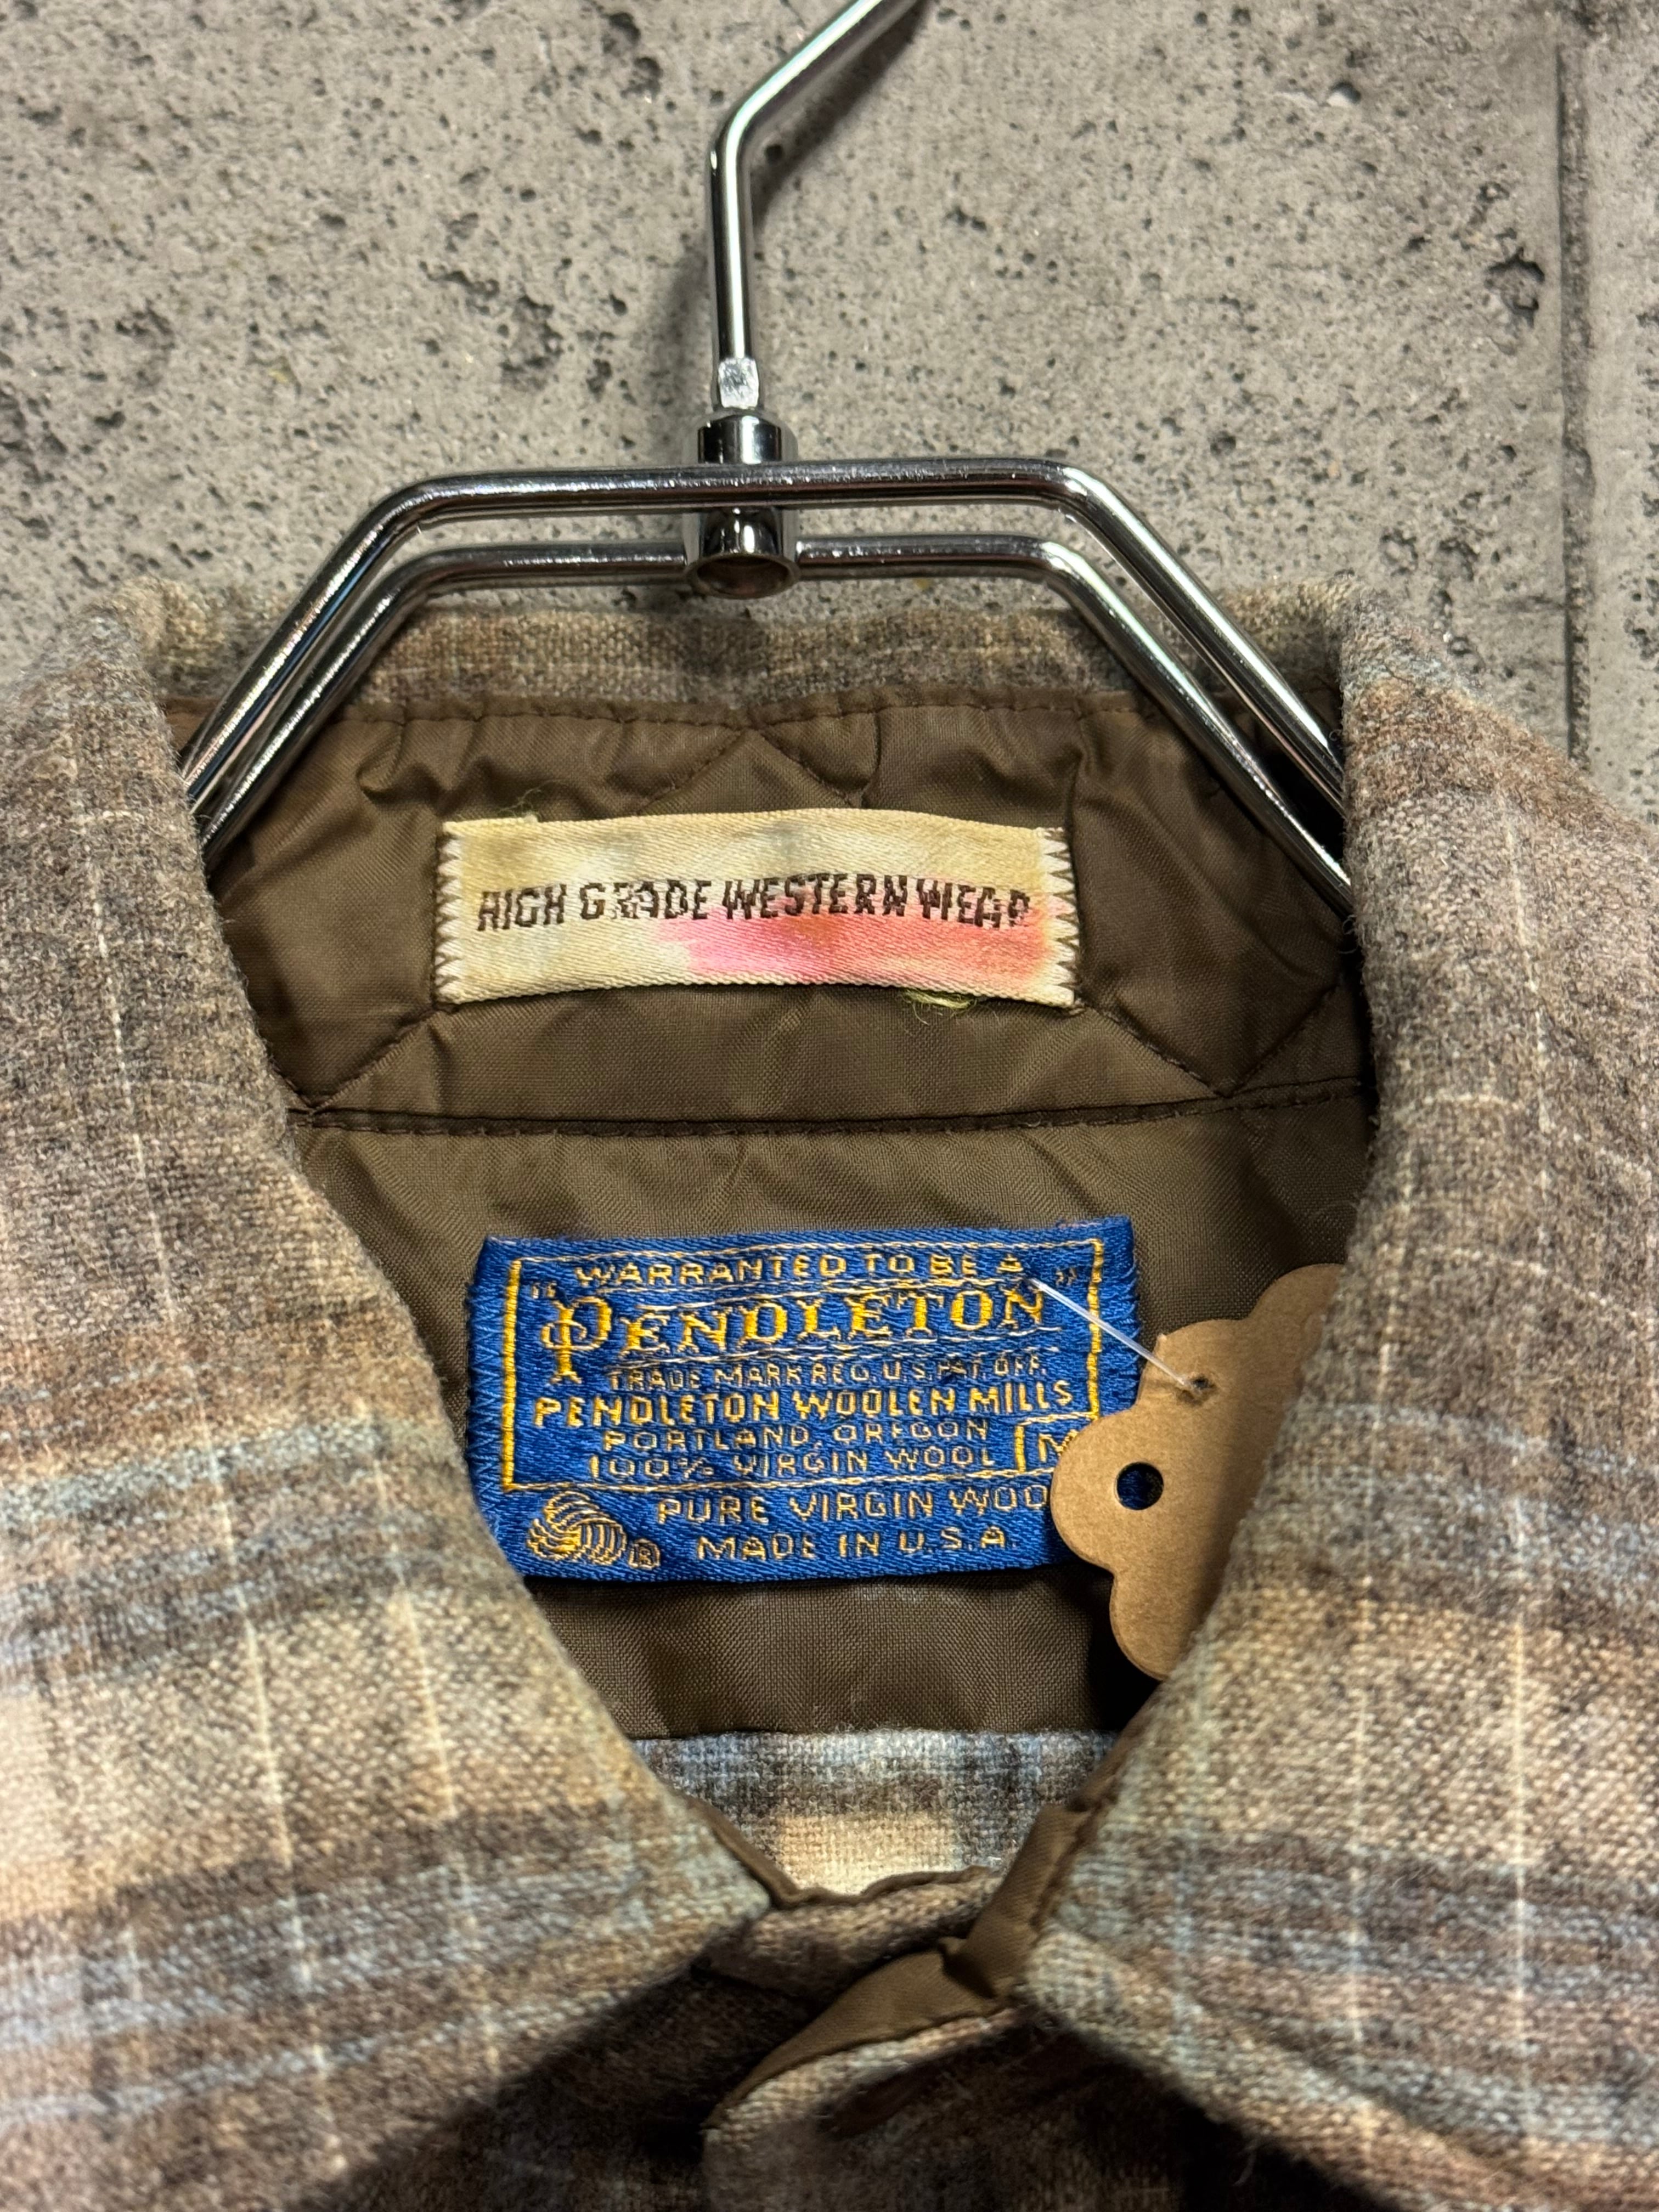 HIGH GRADE WESTERN WEAR
WARRANTED TO BE A
"PENDLETON"
TRADE MARK REG. U.S. PAT. OFF.
PENDLETON WOOLEN MILLS
PORTLAND, OREGON
100% VIRGIN WOOL M
PURE VIRGIN WOO
® MADE IN U.S.A.